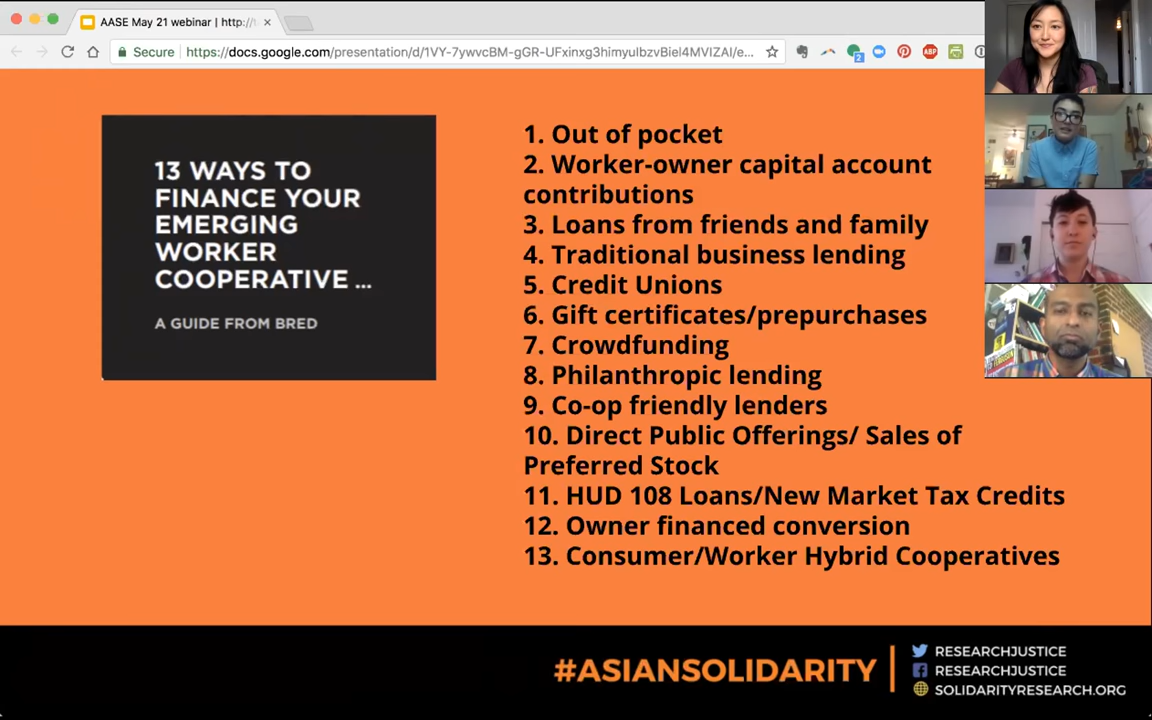 AASE May 21 webinar | http://t
Secure
https://docs.google.com/presentation/d/1VY-7ywvcBM-gGR-UFxinxg3himyuIbzvBiel4MVIZAI/e...
2
ABP
13 WAYS TO
FINANCE YOUR
EMERGING
WORKER
COOPERATIVE ...
A GUIDE FROM BRED
1. Out of pocket
2. Worker-owner capital account
contributions
3. Loans from friends and family
4. Traditional business lending
5. Credit Unions
6. Gift certificates/prepurchases
7. Crowdfunding
8. Philanthropic lending
9. Co-op friendly lenders
10. Direct Public Offerings/ Sales of
Preferred Stock
11. HUD 108 Loans/New Market Tax Credits
12. Owner financed conversion
13. Consumer/Worker Hybrid Cooperatives
#ASIANSOLIDARITY
RESEARCHJUSTICE
RESEARCHJUSTICE
SOLIDARITYRESEARCH.ORG